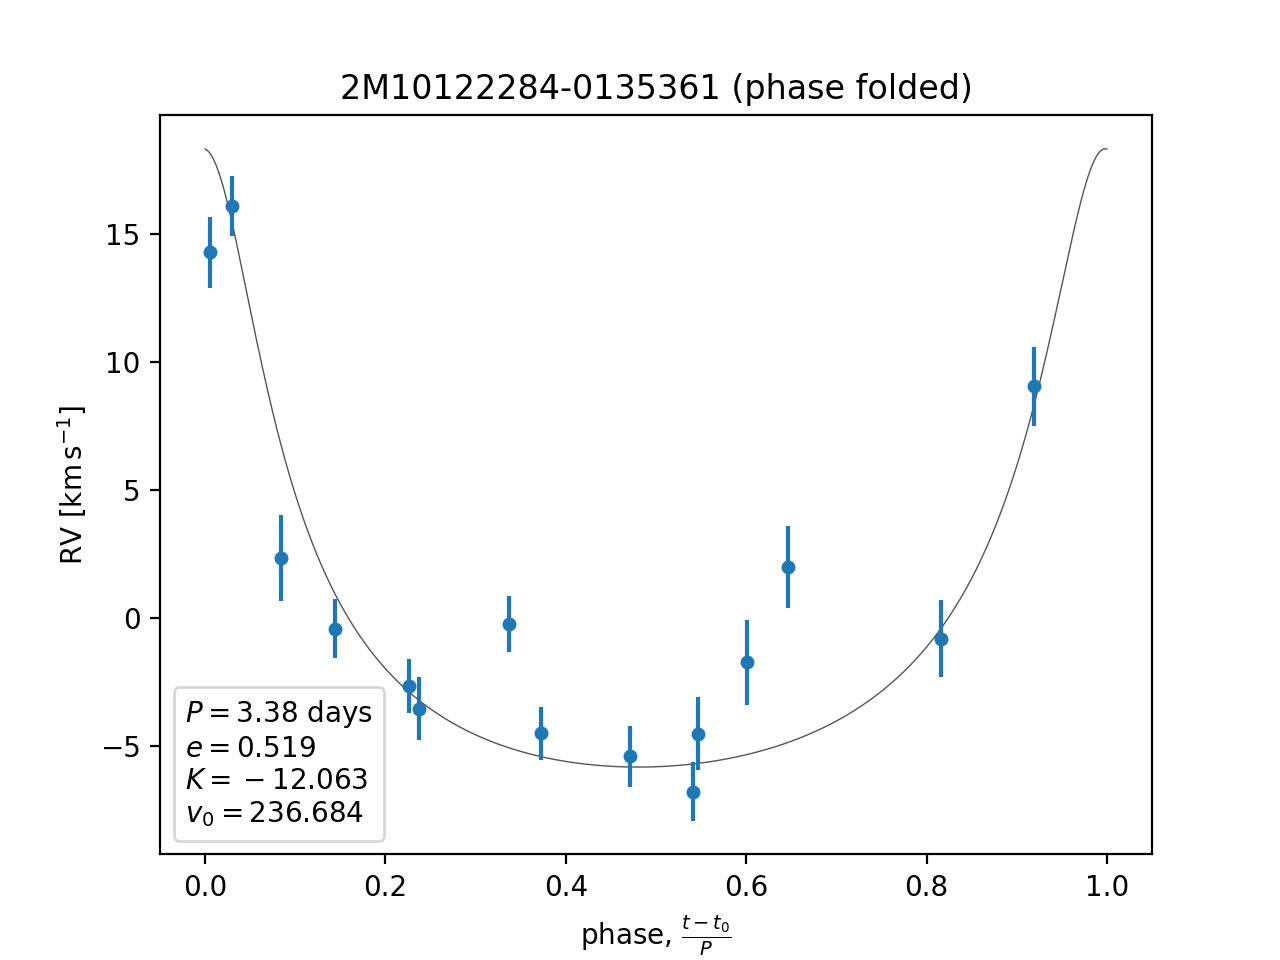 2M10122284-0135361 (phase folded)
15
10
5
0
−5
RV [km s⁻¹]
P = 3.38 days
e = 0.519
K = −12.063
v₀ = 236.684
0.0 0.2 0.4 0.6 0.8 1.0
phase, (t − t₀)/P